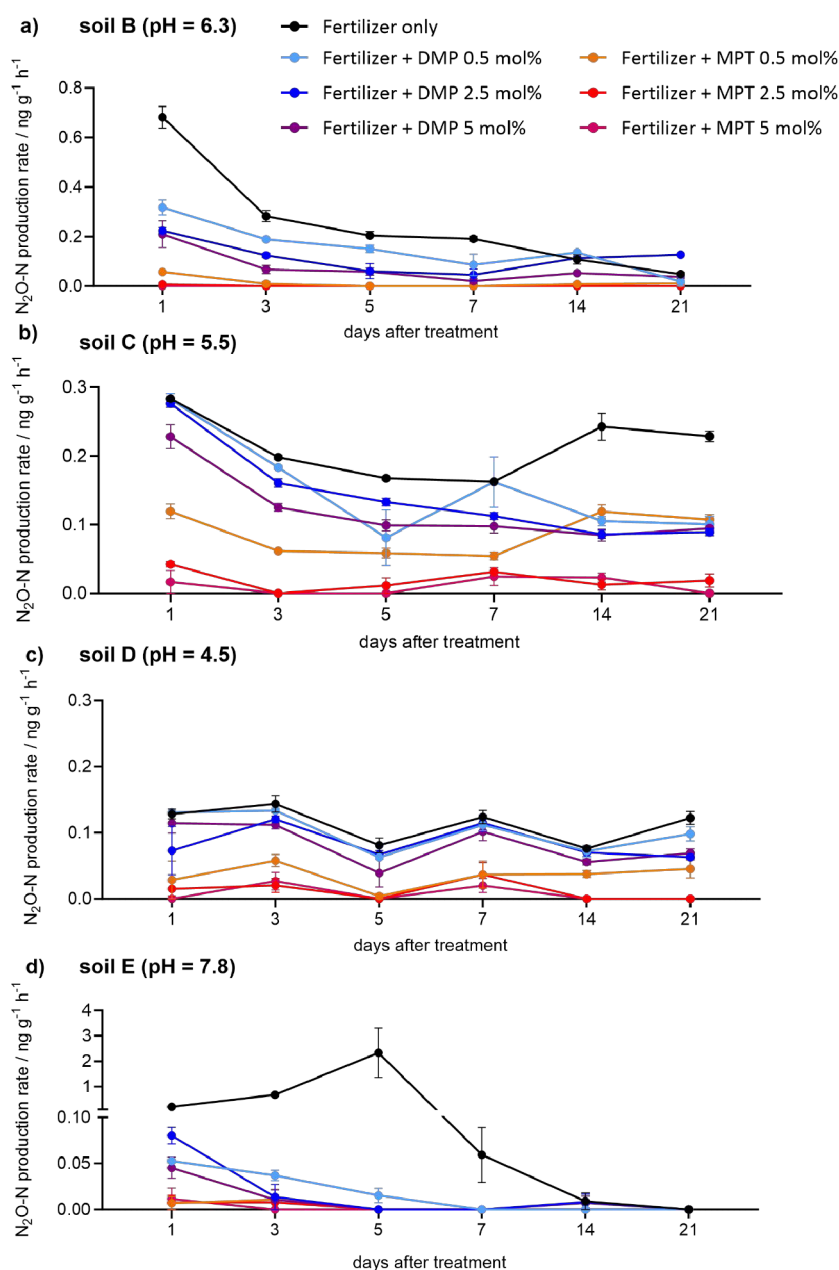 a) soil B (pH = 6.3)
Fertilizer only
Fertilizer + DMP 0.5 mol% Fertilizer + MPT 0.5 mol%
Fertilizer + DMP 2.5 mol% Fertilizer + MPT 2.5 mol%
Fertilizer + DMP 5 mol% Fertilizer + MPT 5 mol%
N₂O-N production rate / ng g⁻¹ h⁻¹
0.8
0.6
0.4
0.2
0.0
1 3 5 7 14 21
days after treatment
b) soil C (pH = 5.5)
N₂O-N production rate / ng g⁻¹ h⁻¹
0.3
0.2
0.1
0.0
1 3 5 7 14 21
days after treatment
c) soil D (pH = 4.5)
N₂O-N production rate / ng g⁻¹ h⁻¹
0.3
0.2
0.1
0.0
1 3 5 7 14 21
days after treatment
d) soil E (pH = 7.8)
N₂O-N production rate / ng g⁻¹ h⁻¹
4
3
2
1
0.10
0.05
0.00
1 3 5 7 14 21
days after treatment